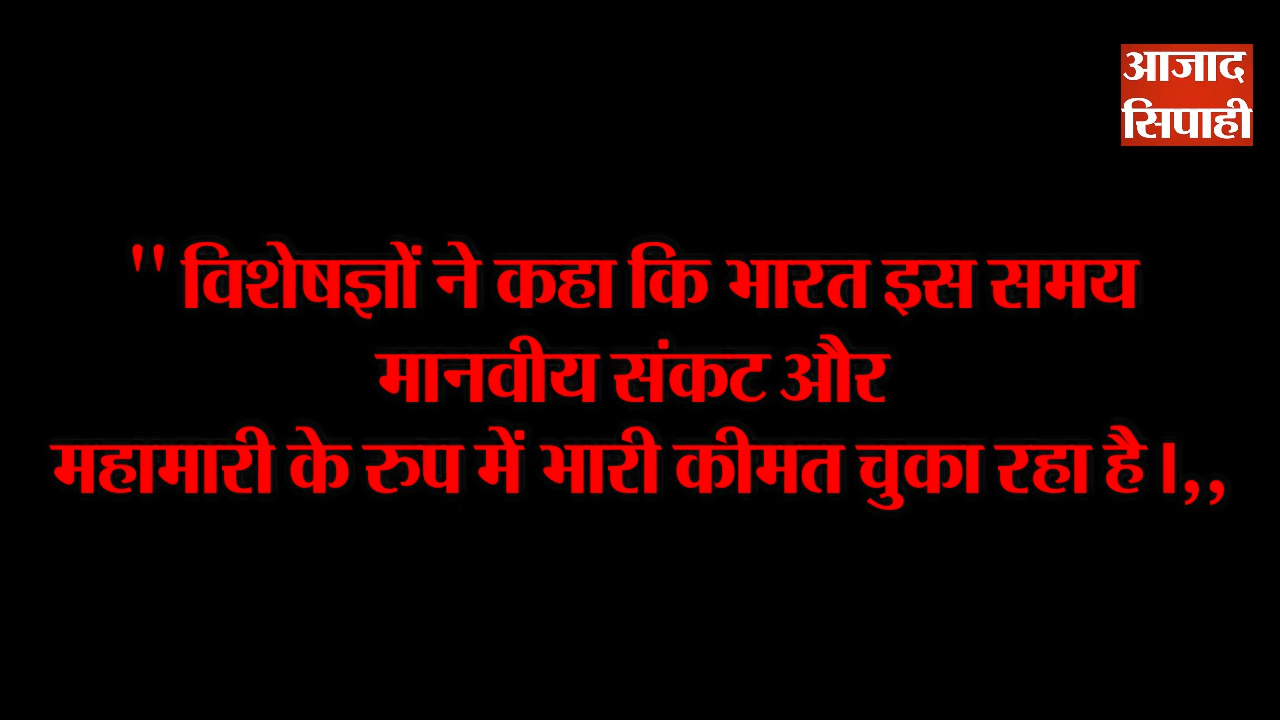 आजाद
सिपाही
" विशेषज्ञों ने कहा कि भारत इस समय
मानवीय संकट और
महामारी के रुप में भारी कीमत चुका रहा है।,,